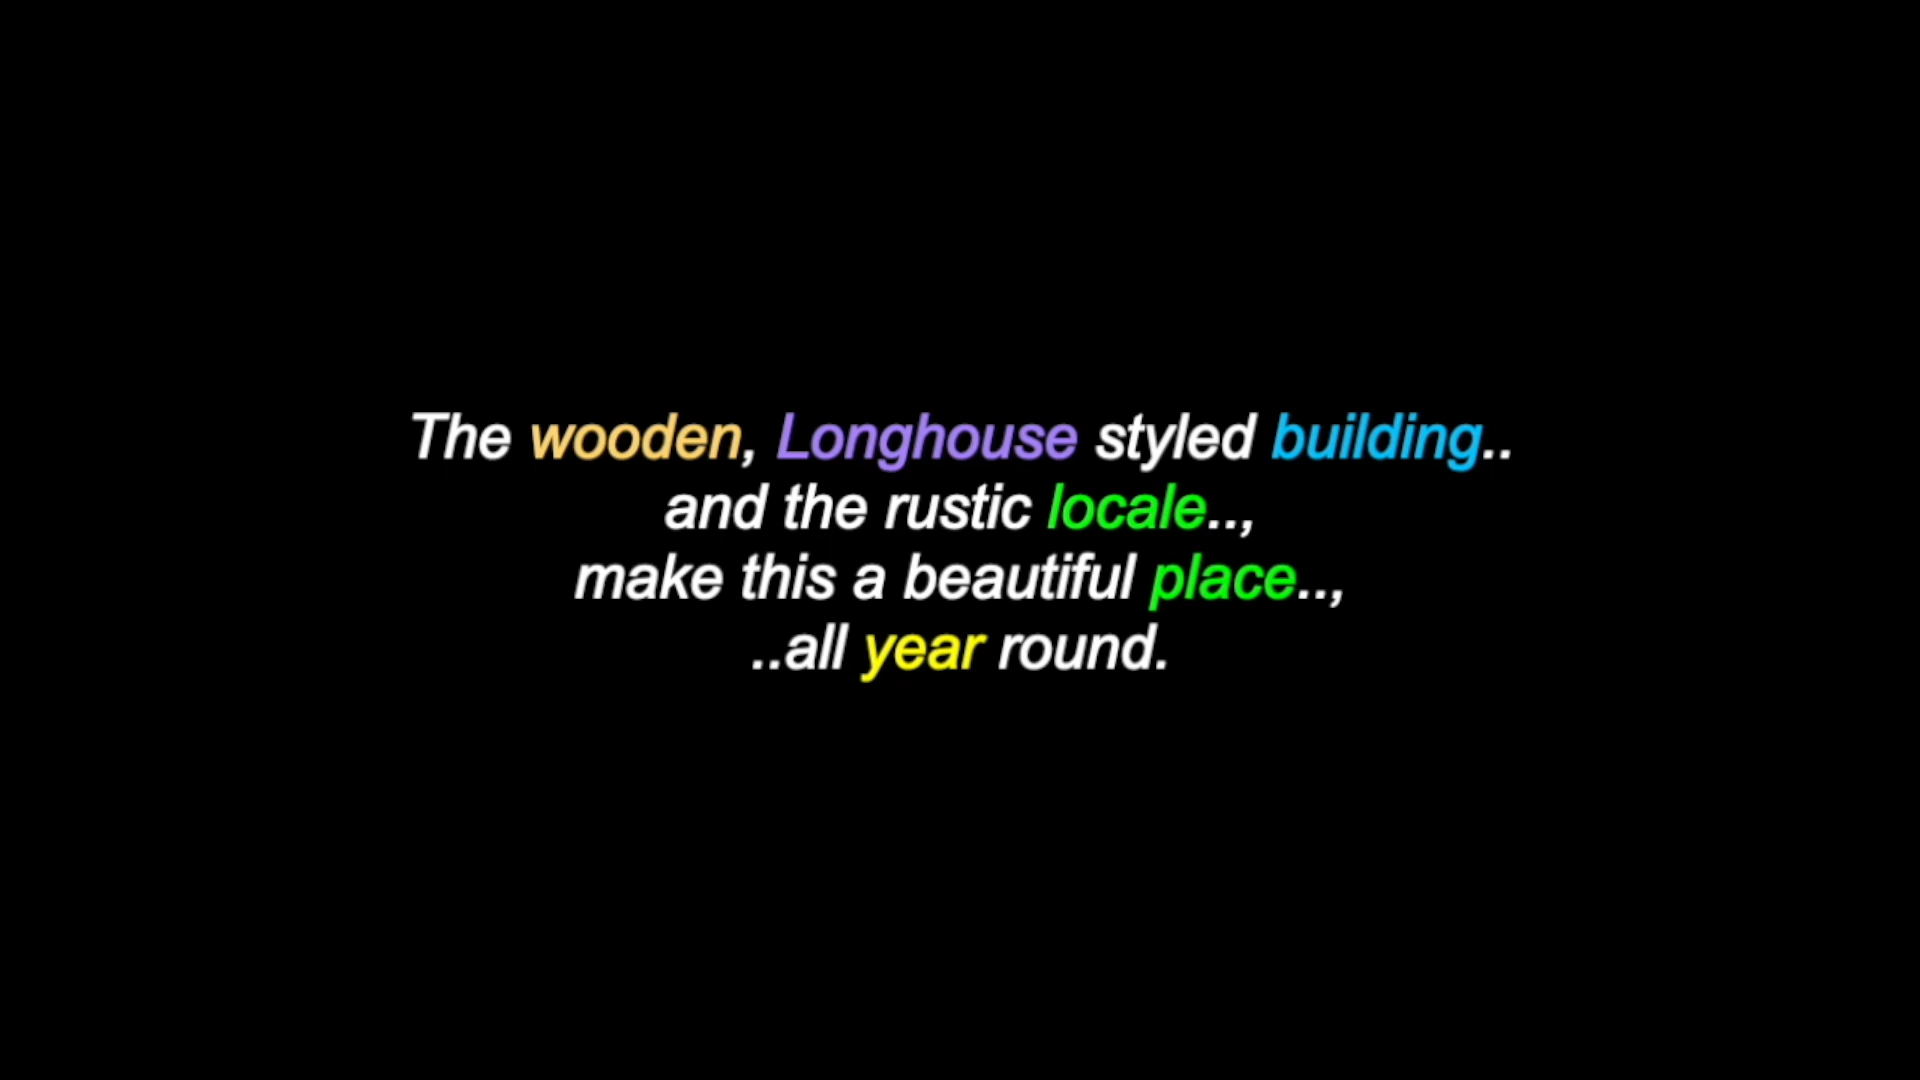 The wooden, Longhouse styled building..
and the rustic locale..,
make this a beautiful place..,
..all year round.